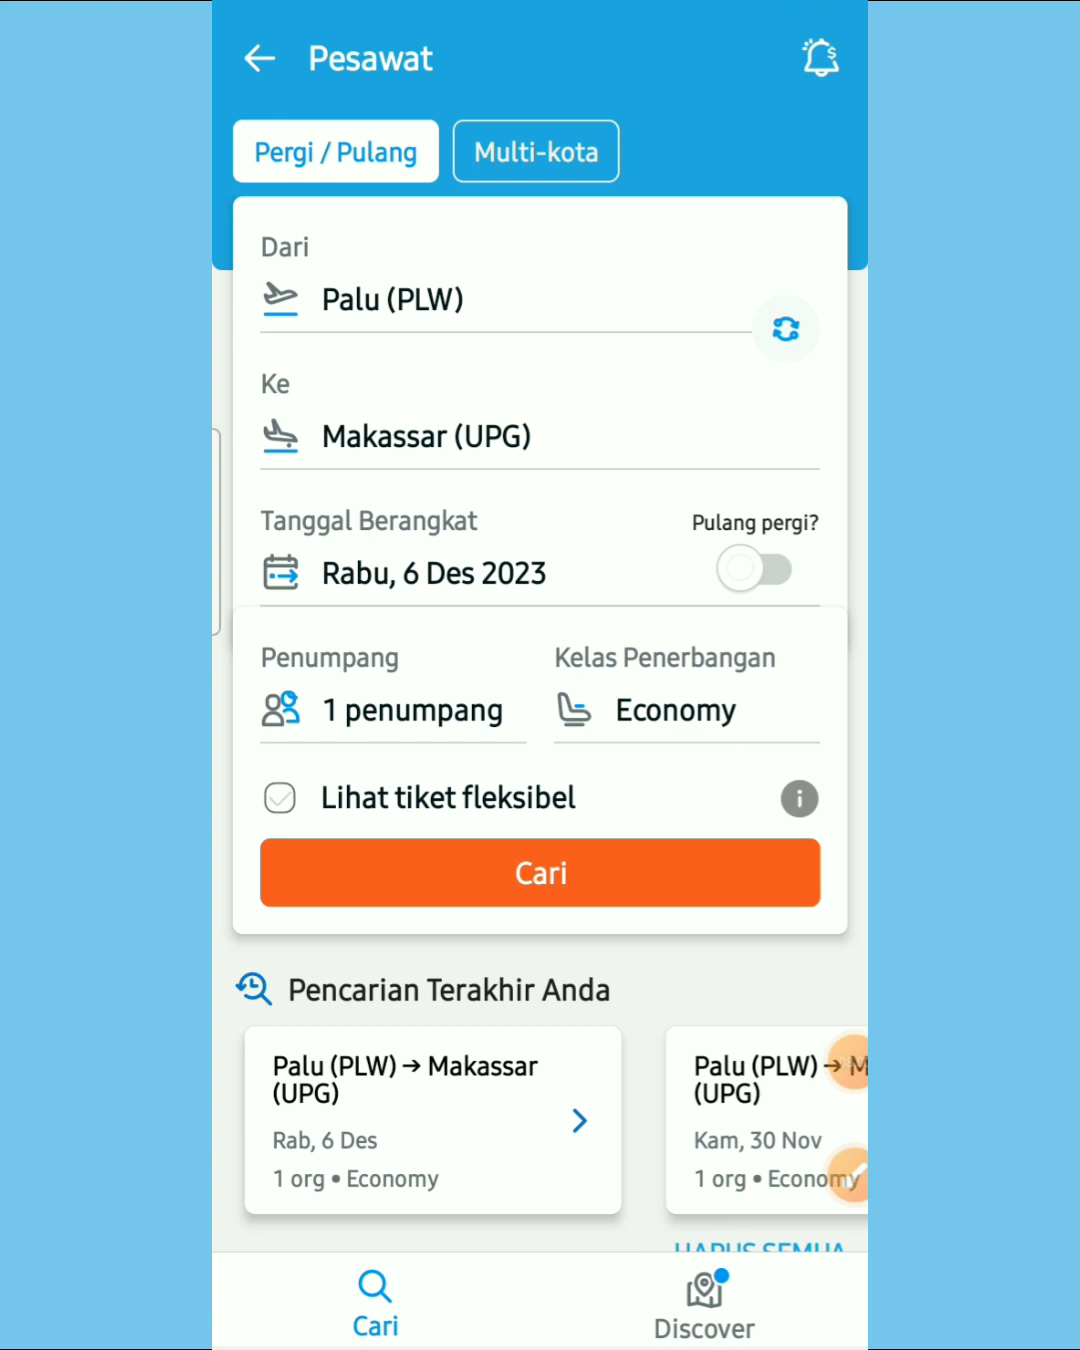 Pesawat
Pergi / Pulang
Multi-kota
Dari
Palu (PLW)
Ke
Makassar (UPG)
Tanggal Berangkat
Pulang pergi?
Rabu, 6 Des 2023
Penumpang
Kelas Penerbangan
1 penumpang
Economy
Lihat tiket fleksibel
Cari
Pencarian Terakhir Anda
Palu (PLW) → Makassar
(UPG)
Rab, 6 Des
1 org • Economy
Palu (PLW) → M
(UPG)
Kam, 30 Nov
1 org • Economy
HAPUS SEMUA
Cari
Discover